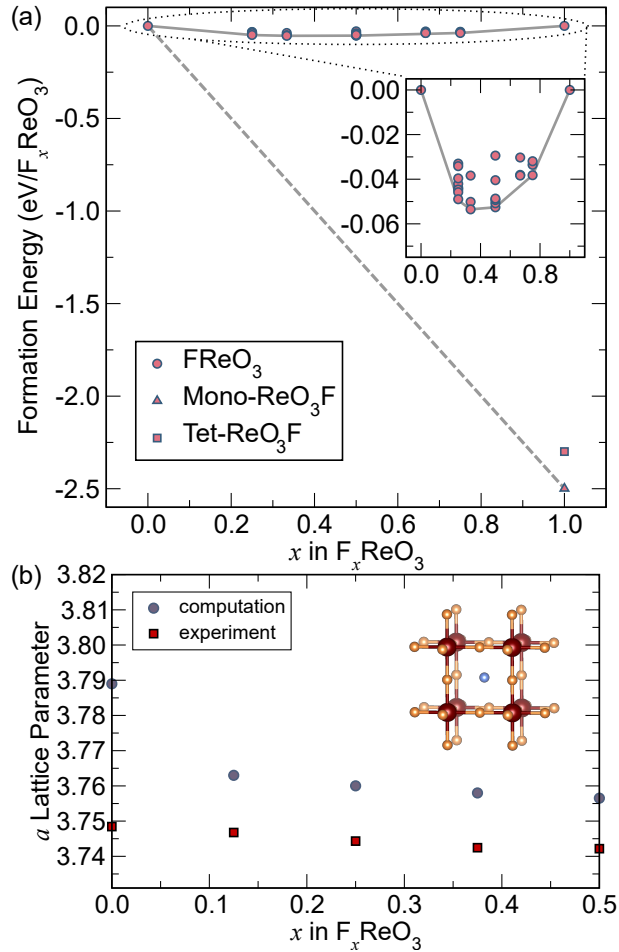 (a)
0.0
-0.5
-1.0
-1.5
-2.0
-2.5
Formation Energy (eV/FₓReO₃)
0.00
-0.02
-0.04
-0.06
0.0 0.4 0.8
FReO₃
Mono-ReO₃F
Tet-ReO₃F
0.0 0.2 0.4 0.6 0.8 1.0
x in FₓReO₃
(b)
3.82
3.81
3.80
3.79
3.78
3.77
3.76
3.75
3.74
a Lattice Parameter
computation
experiment
0.0 0.1 0.2 0.3 0.4 0.5
x in FₓReO₃